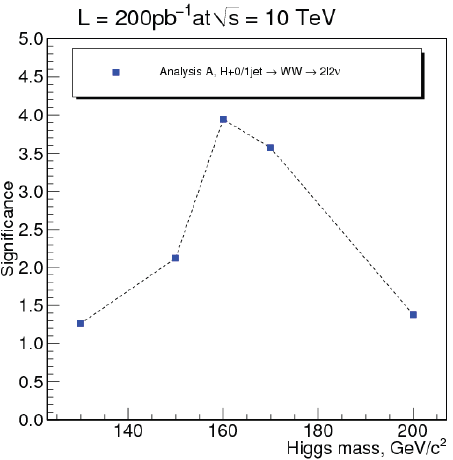 L = 200pb⁻¹at√s = 10 TeV
5.0
Analysis A, H+0/1jet → WW → 2l2ν
4.5
4.0
3.5
3.0
2.5
2.0
1.5
1.0
0.5
0.0
Significance
140 160 180 200
Higgs mass, GeV/c²